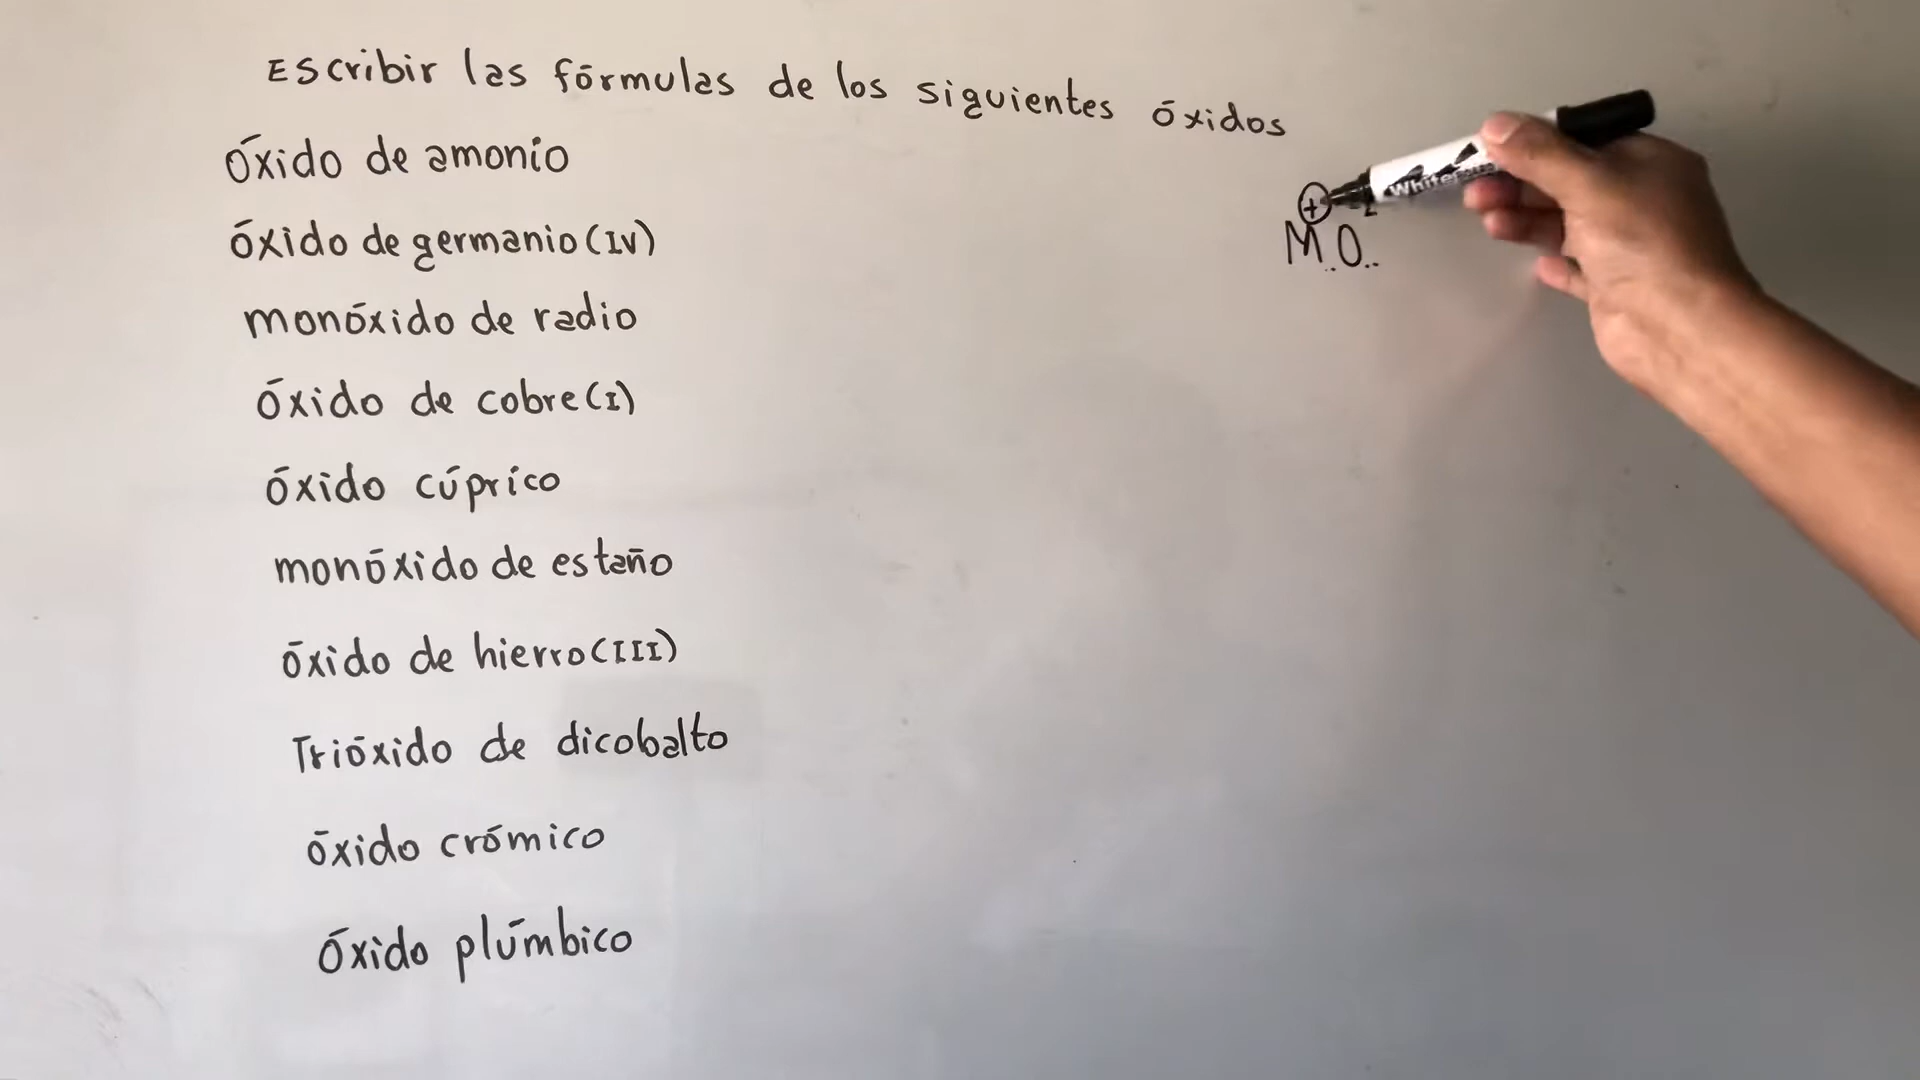 Escribir las fórmulas de los siguientes óxidos
óxido de amonio
óxido de germanio(IV)
monóxido de radio
óxido de cobre(I)
óxido cúprico
monóxido de estaño
óxido de hierro(III)
Trióxido de dicobalto
óxido crómico
óxido plúmbico
+ -2
M..O..